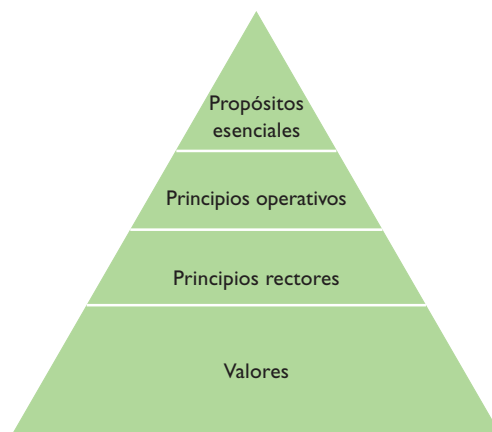 Propósitos
esenciales
Principios operativos
Principios rectores
Valores